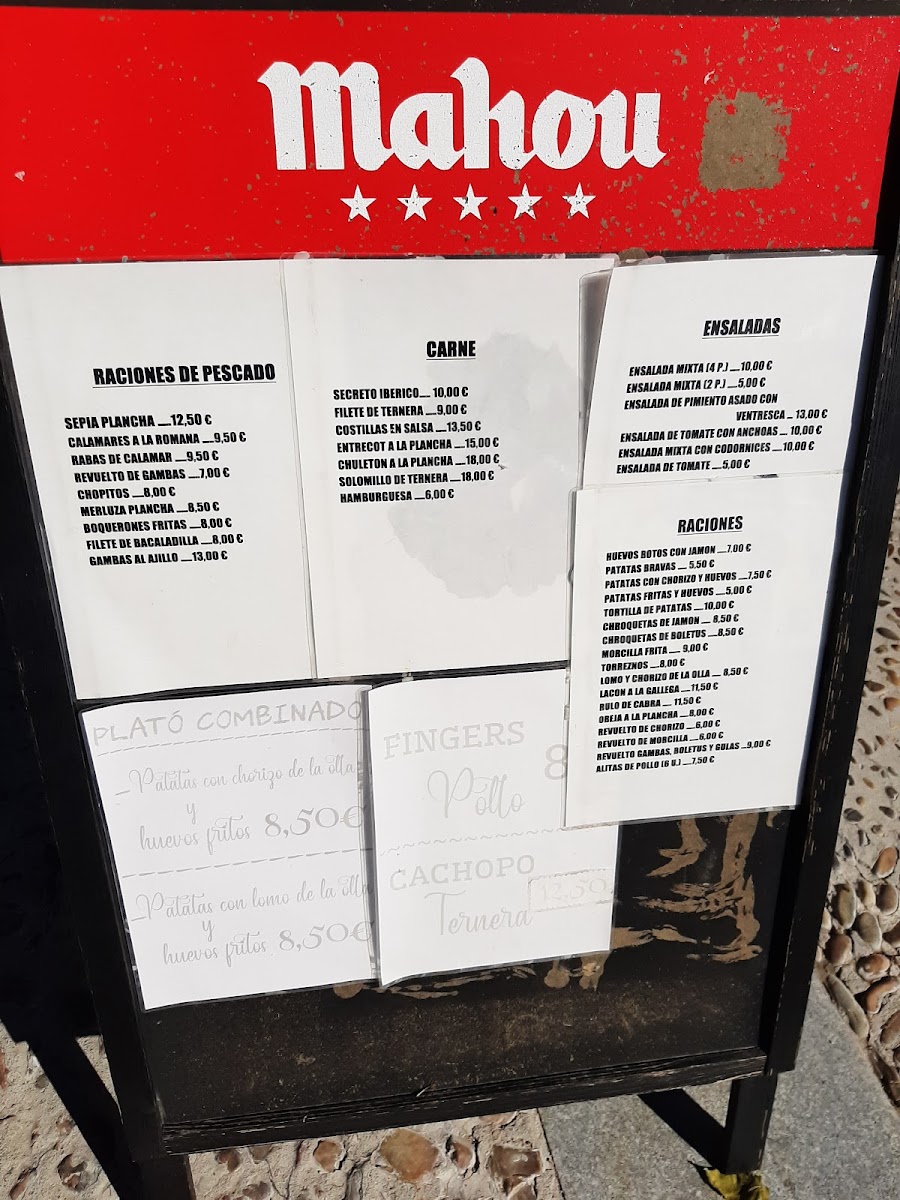 Mahou
RACIONES DE PESCADO
SEPIA PLANCHA .....12,50 €
CALAMARES A LA ROMANA .....9,50 €
RABAS DE CALAMAR .....9,50 €
REVUELTO DE GAMBAS .....7,00 €
CHOPITOS .....8,00 €
MERLUZA PLANCHA .....8,50 €
BOQUERONES FRITAS .....8,00 €
FILETE DE BACALADILLA .....8,00 €
GAMBAS AL AJILLO .....13,00 €
CARNE
SECRETO IBERICO..... 10,00 €
FILETE DE TERNERA .....9,00 €
COSTILLAS EN SALSA .....13,50 €
ENTRECOT A LA PLANCHA .....15,00 €
CHULETON A LA PLANCHA .....18,00 €
SOLOMILLO DE TERNERA .....18,00 €
HAMBURGUESA .....6,00 €
ENSALADAS
ENSALADA MIXTA (4 P.) .....10,00 €
ENSALADA MIXTA (2 P.) .....5,00 €
ENSALADA DE PIMIENTO ASADO CON
VENTRESCA ... 13,00 €
ENSALADA DE TOMATE CON ANCHOAS ... 10,00 €
ENSALADA MIXTA CON CODORNICES .....10,00 €
ENSALADA DE TOMATE .....5,00 €
RACIONES
HUEVOS ROTOS CON JAMON .....7,00 €
PATATAS BRAVAS ..... 5,50 €
PATATAS CON CHORIZO Y HUEVOS .....7,50 €
PATATAS FRITAS Y HUEVOS .....5,00 €
TORTILLA DE PATATAS .....10,00 €
CHROQUETAS DE JAMON ..... 8,50 €
CHROQUETAS DE BOLETUS .....8,50 €
MORCILLA FRITA ..... 9,00 €
TORREZNOS .....8,00 €
LOMO Y CHORIZO DE LA OLLA ..... 8,50 €
LACON A LA GALLEGA .....11,50 €
RULO DE CABRA ..... 11,50 €
OREJA A LA PLANCHA .....8,00 €
REVUELTO DE CHORIZO .....6,00 €
REVUELTO DE MORCILLA .....6,00 €
REVUELTO GAMBAS, BOLETUS Y GULAS ...9,00 €
ALITAS DE POLLO (6 U.) .....7,50 €
PLATÓ COMBINADO
_Patatas con chorizo de la olla
y
huevos fritos 8,50€
_Patatas con lomo de la olla
y
huevos fritos 8,50€
FINGERS 8
Pollo
CACHOPO
Ternera 12,50